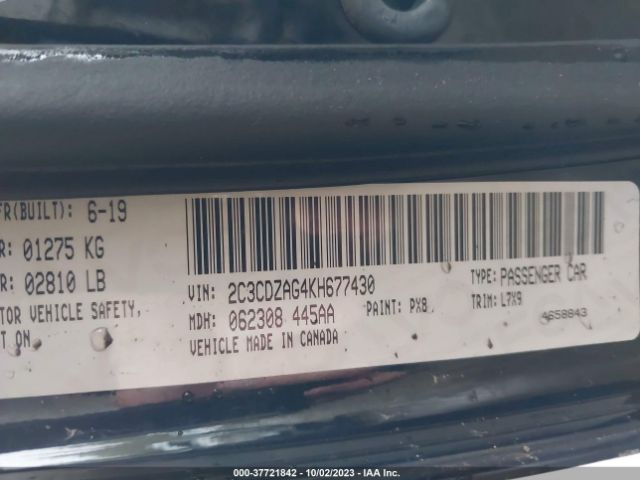 FR(BUILT): 6-19
R: 01275 KG
R: 02810 LB
TOR VEHICLE SAFETY,
T ON
VIN: 2C3CDZAG4KH677430
TYPE: PASSENGER CAR
MDH: 062308 445AA
PAINT: PX8
TRIM: L7X9
VEHICLE MADE IN CANADA
4658843
000-37721842 - 10/02/2023 - IAA Inc.